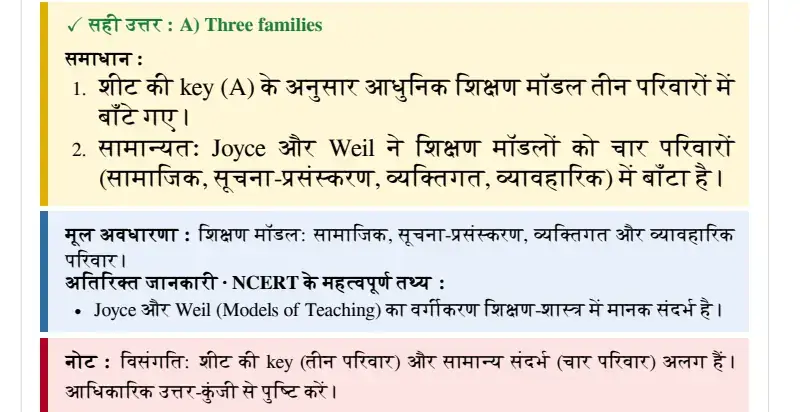 ✓ सही उत्तर : A) Three families
समाधान :
1. शीट की key (A) के अनुसार आधुनिक शिक्षण मॉडल तीन परिवारों में
बाँटे गए।
2. सामान्यतः Joyce और Weil ने शिक्षण मॉडलों को चार परिवारों
(सामाजिक, सूचना-प्रसंस्करण, व्यक्तिगत, व्यावहारिक) में बाँटा है।
मूल अवधारणा : शिक्षण मॉडल: सामाजिक, सूचना-प्रसंस्करण, व्यक्तिगत और व्यावहारिक
परिवार।
अतिरिक्त जानकारी · NCERT के महत्वपूर्ण तथ्य :
• Joyce और Weil (Models of Teaching) का वर्गीकरण शिक्षण-शास्त्र में मानक संदर्भ है।
नोट : विसंगति: शीट की key (तीन परिवार) और सामान्य संदर्भ (चार परिवार) अलग हैं।
आधिकारिक उत्तर-कुंजी से पुष्टि करें।